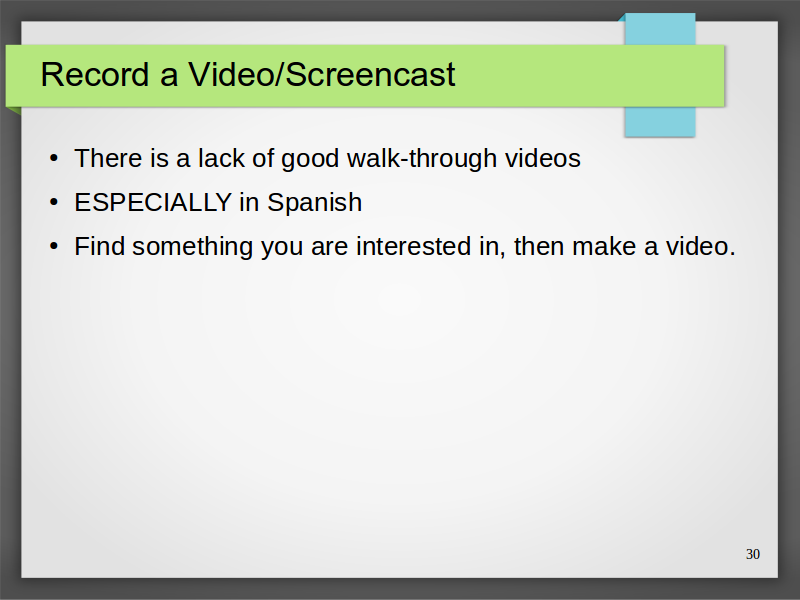 Record a Video/Screencast
• There is a lack of good walk-through videos
• ESPECIALLY in Spanish
• Find something you are interested in, then make a video.
30